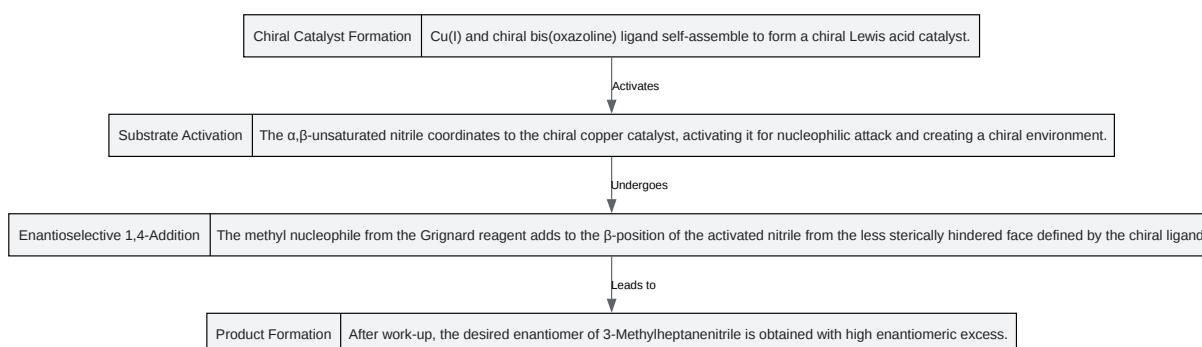 Chiral Catalyst Formation
Cu(I) and chiral bis(oxazoline) ligand self-assemble to form a chiral Lewis acid catalyst.
Activates
Substrate Activation
The α,β-unsaturated nitrile coordinates to the chiral copper catalyst, activating it for nucleophilic attack and creating a chiral environment.
Undergoes
Enantioselective 1,4-Addition
The methyl nucleophile from the Grignard reagent adds to the β-position of the activated nitrile from the less sterically hindered face defined by the chiral ligand
Leads to
Product Formation
After work-up, the desired enantiomer of 3-Methylheptanenitrile is obtained with high enantiomeric excess.